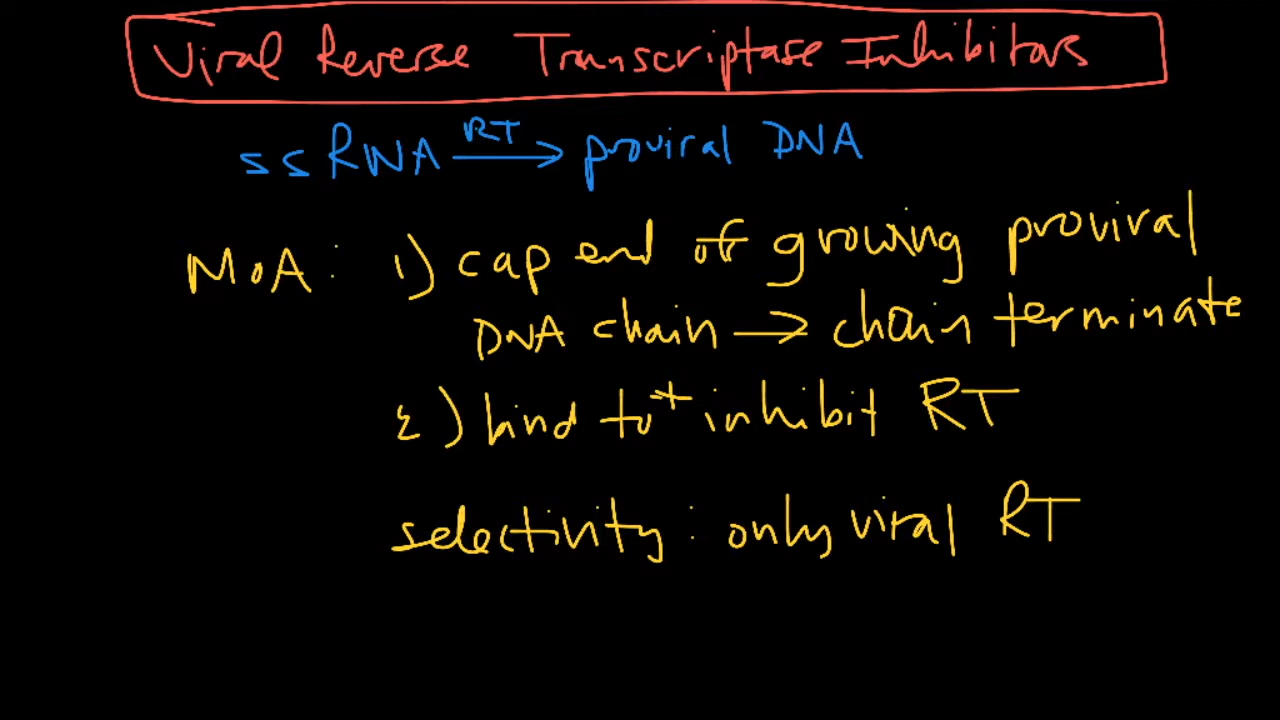 Viral Reverse Transcriptase Inhibitors
ssRNA RT→ proviral DNA
MoA: 1) cap end of growing proviral
DNA chain → chain terminate
2) bind to + inhibit RT
selectivity: only viral RT